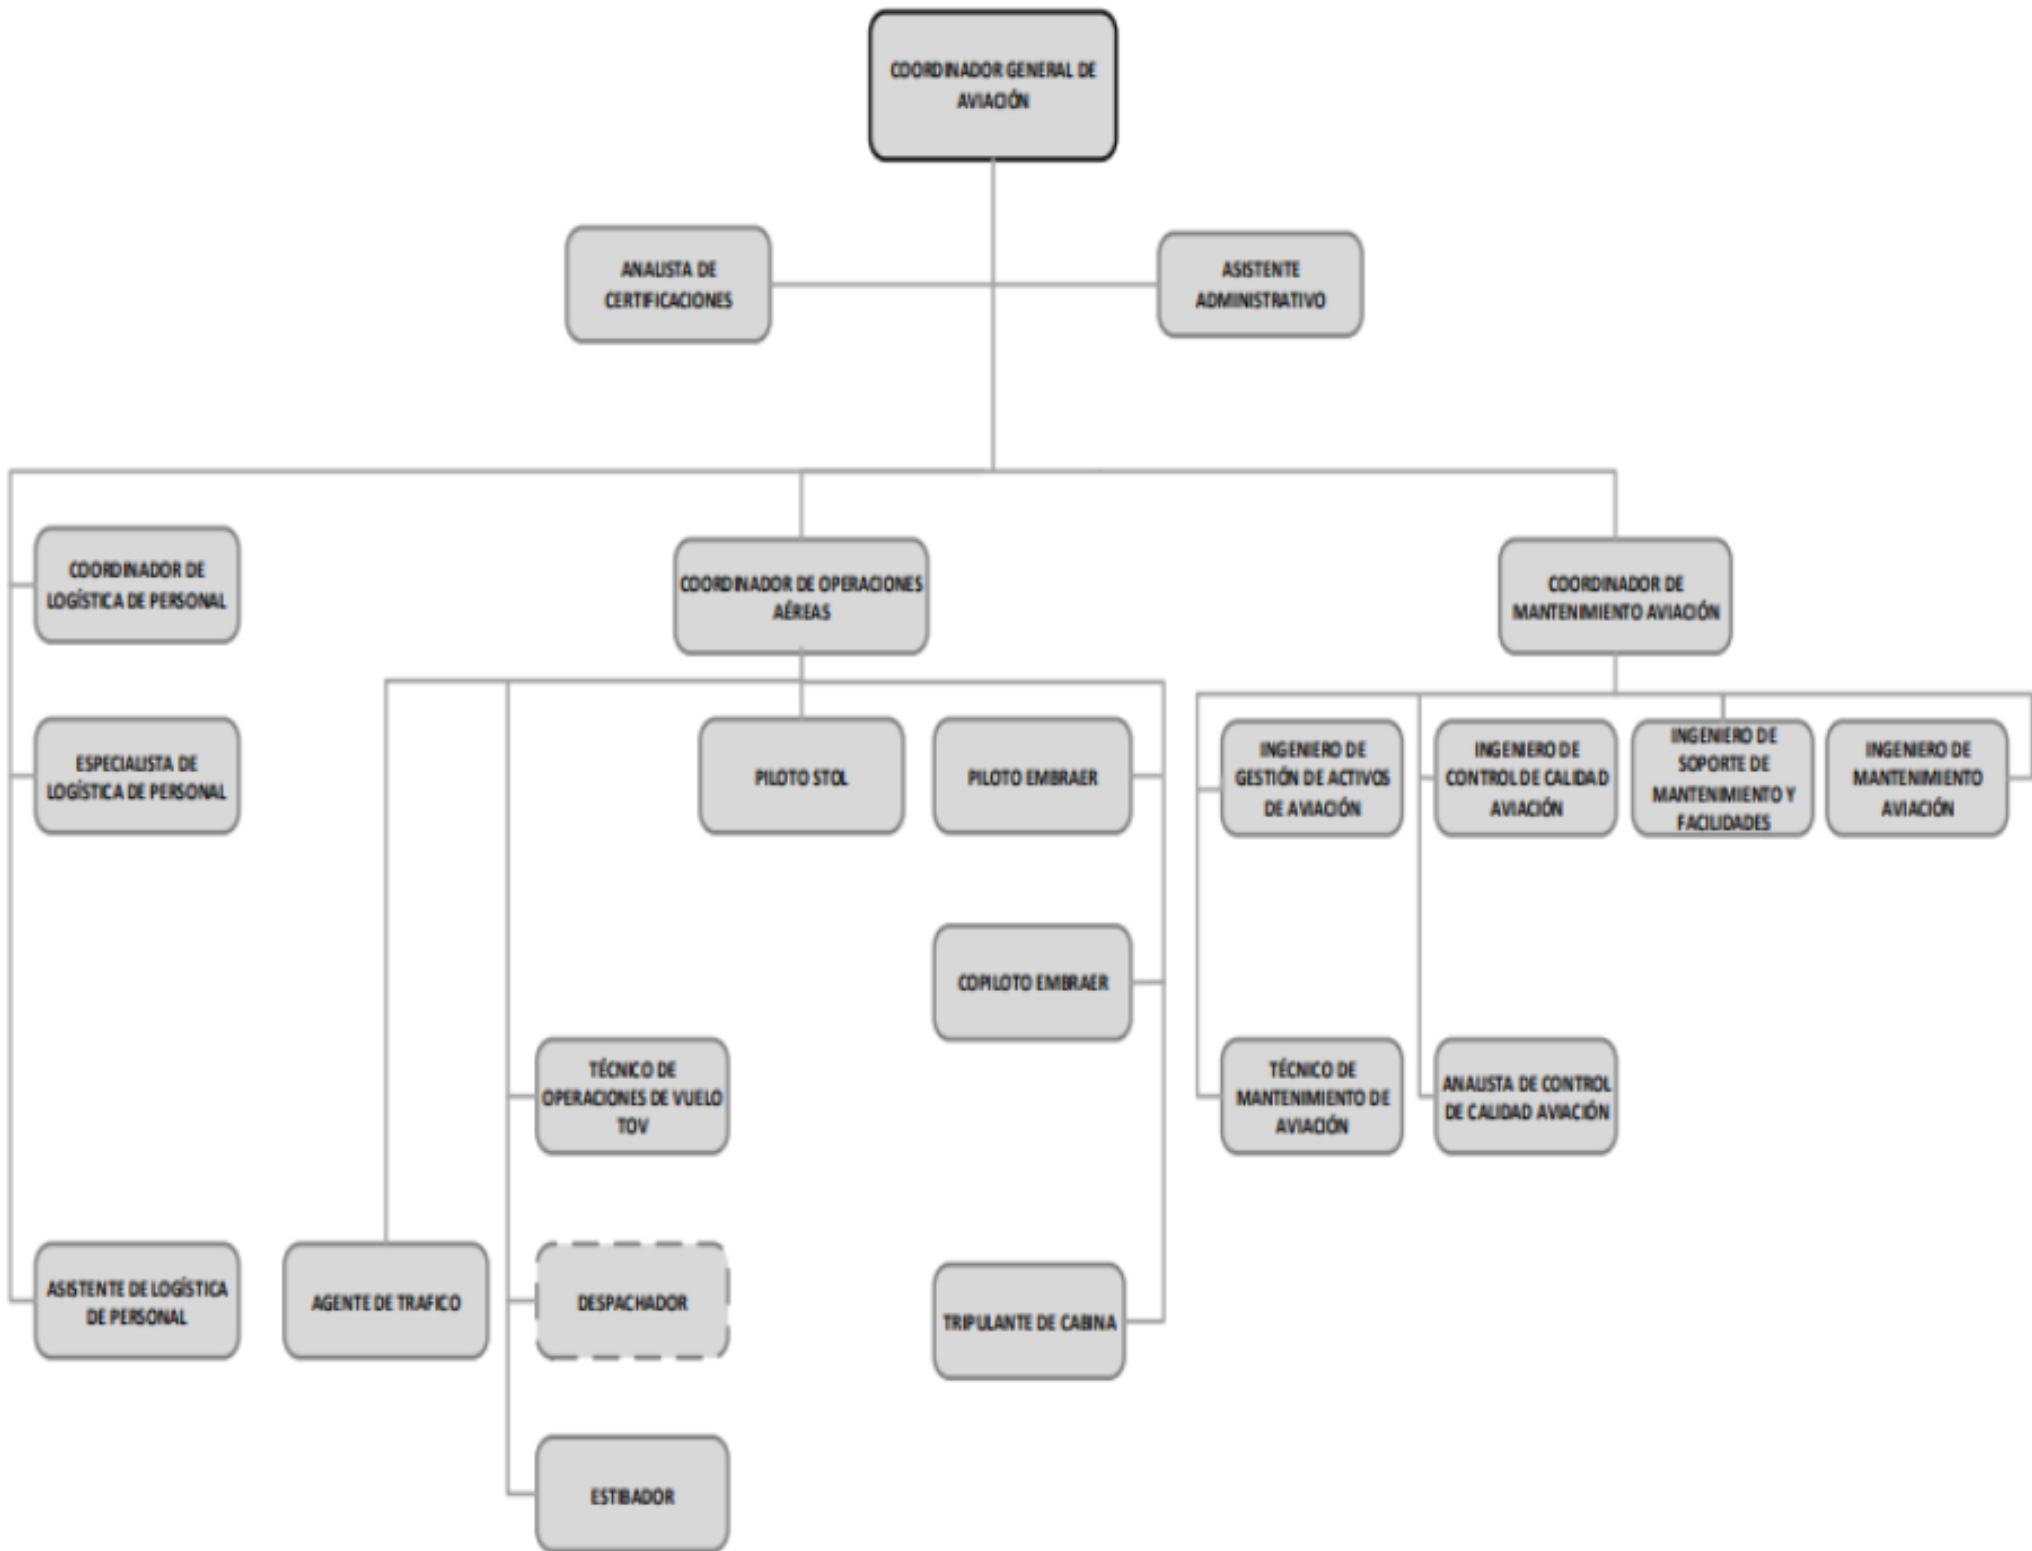 COORDINADOR GENERAL DE
AVIACIÓN
ANALISTA DE
CERTIFICACIONES
ASISTENTE
ADMINISTRATIVO
COORDINADOR DE
LOGÍSTICA DE PERSONAL
COORDINADOR DE OPERACIONES
AÉREAS
COORDINADOR DE
MANTENIMIENTO AVIACIÓN
ESPECIALISTA DE
LOGÍSTICA DE PERSONAL
PILOTO STOL
PILOTO EMBRAER
INGENIERO DE
GESTIÓN DE ACTIVOS
DE AVIACIÓN
INGENIERO DE
CONTROL DE CALIDAD
AVIACIÓN
INGENIERO DE
SOPORTE DE
MANTENIMIENTO Y
FACILIDADES
INGENIERO DE
MANTENIMIENTO
AVIACIÓN
COPILOTO EMBRAER
TÉCNICO DE
OPERACIONES DE VUELO
TOV
TÉCNICO DE
MANTENIMIENTO DE
AVIACIÓN
ANALISTA DE CONTROL
DE CALIDAD AVIACIÓN
ASISTENTE DE LOGÍSTICA
DE PERSONAL
AGENTE DE TRAFICO
DESPACHADOR
TRIPULANTE DE CABINA
ESTIBADOR